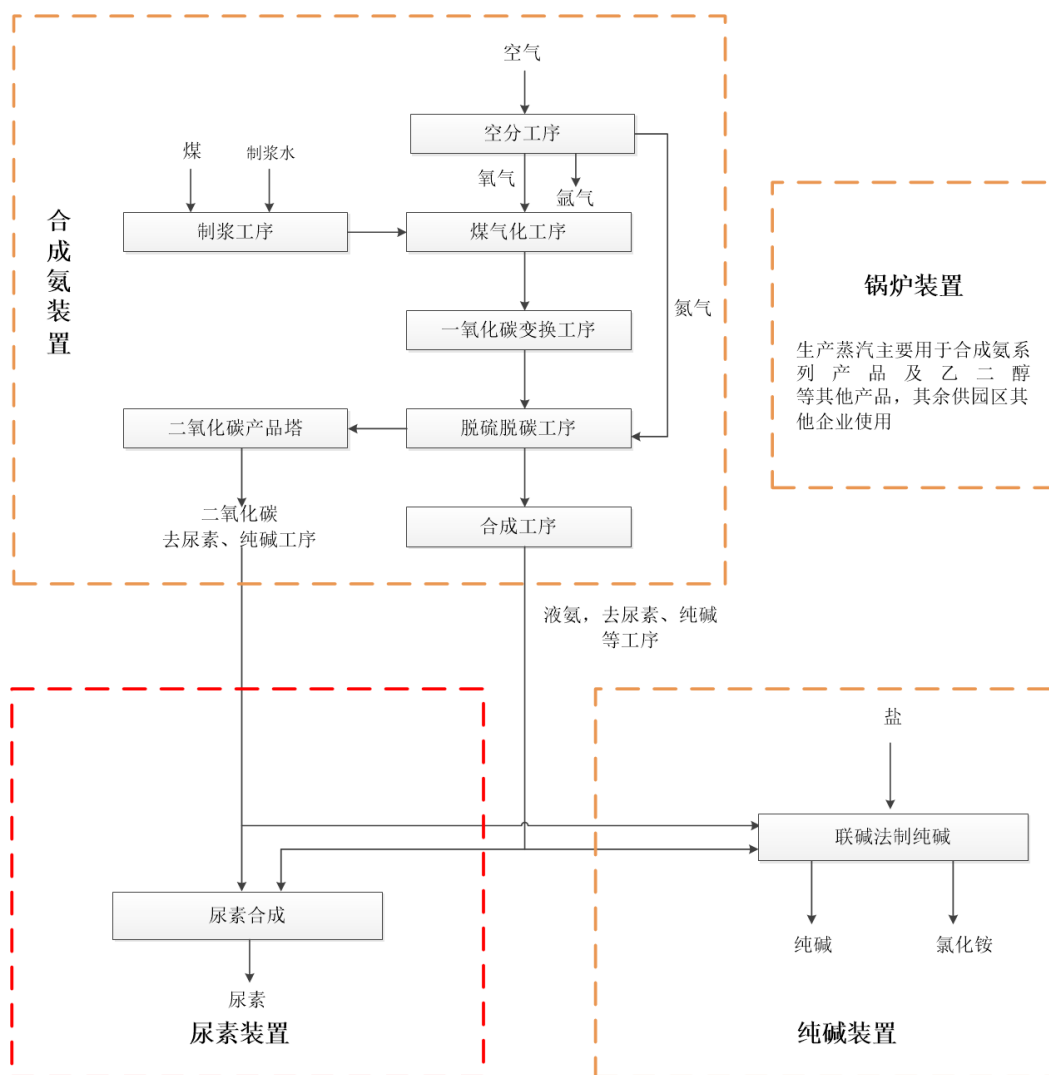 空气
空分工序
煤
制浆水
氧气
氩气
合
成
氨
装
置
制浆工序
煤气化工序
氮气
一氧化碳变换工序
二氧化碳产品塔
脱硫脱碳工序
二氧化碳
去尿素、纯碱工序
合成工序
液氨，去尿素、纯碱
等工序
锅炉装置
生产蒸汽主要用于合成氨系
列产品及乙二醇
等其他产品，其余供园区其
他企业使用
尿素合成
尿素
尿素装置
盐
联碱法制纯碱
纯碱
氯化铵
纯碱装置